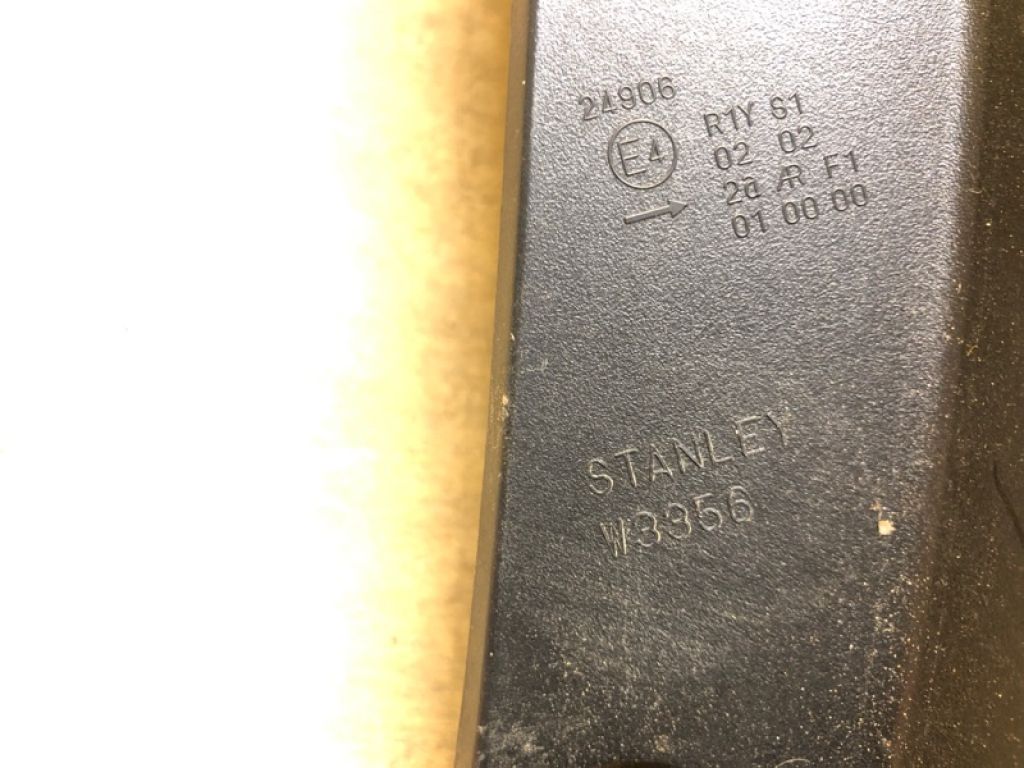 24906
E4
R1Y S1
02 02
2a AR F1
01 00 00
STANLEY
W3356